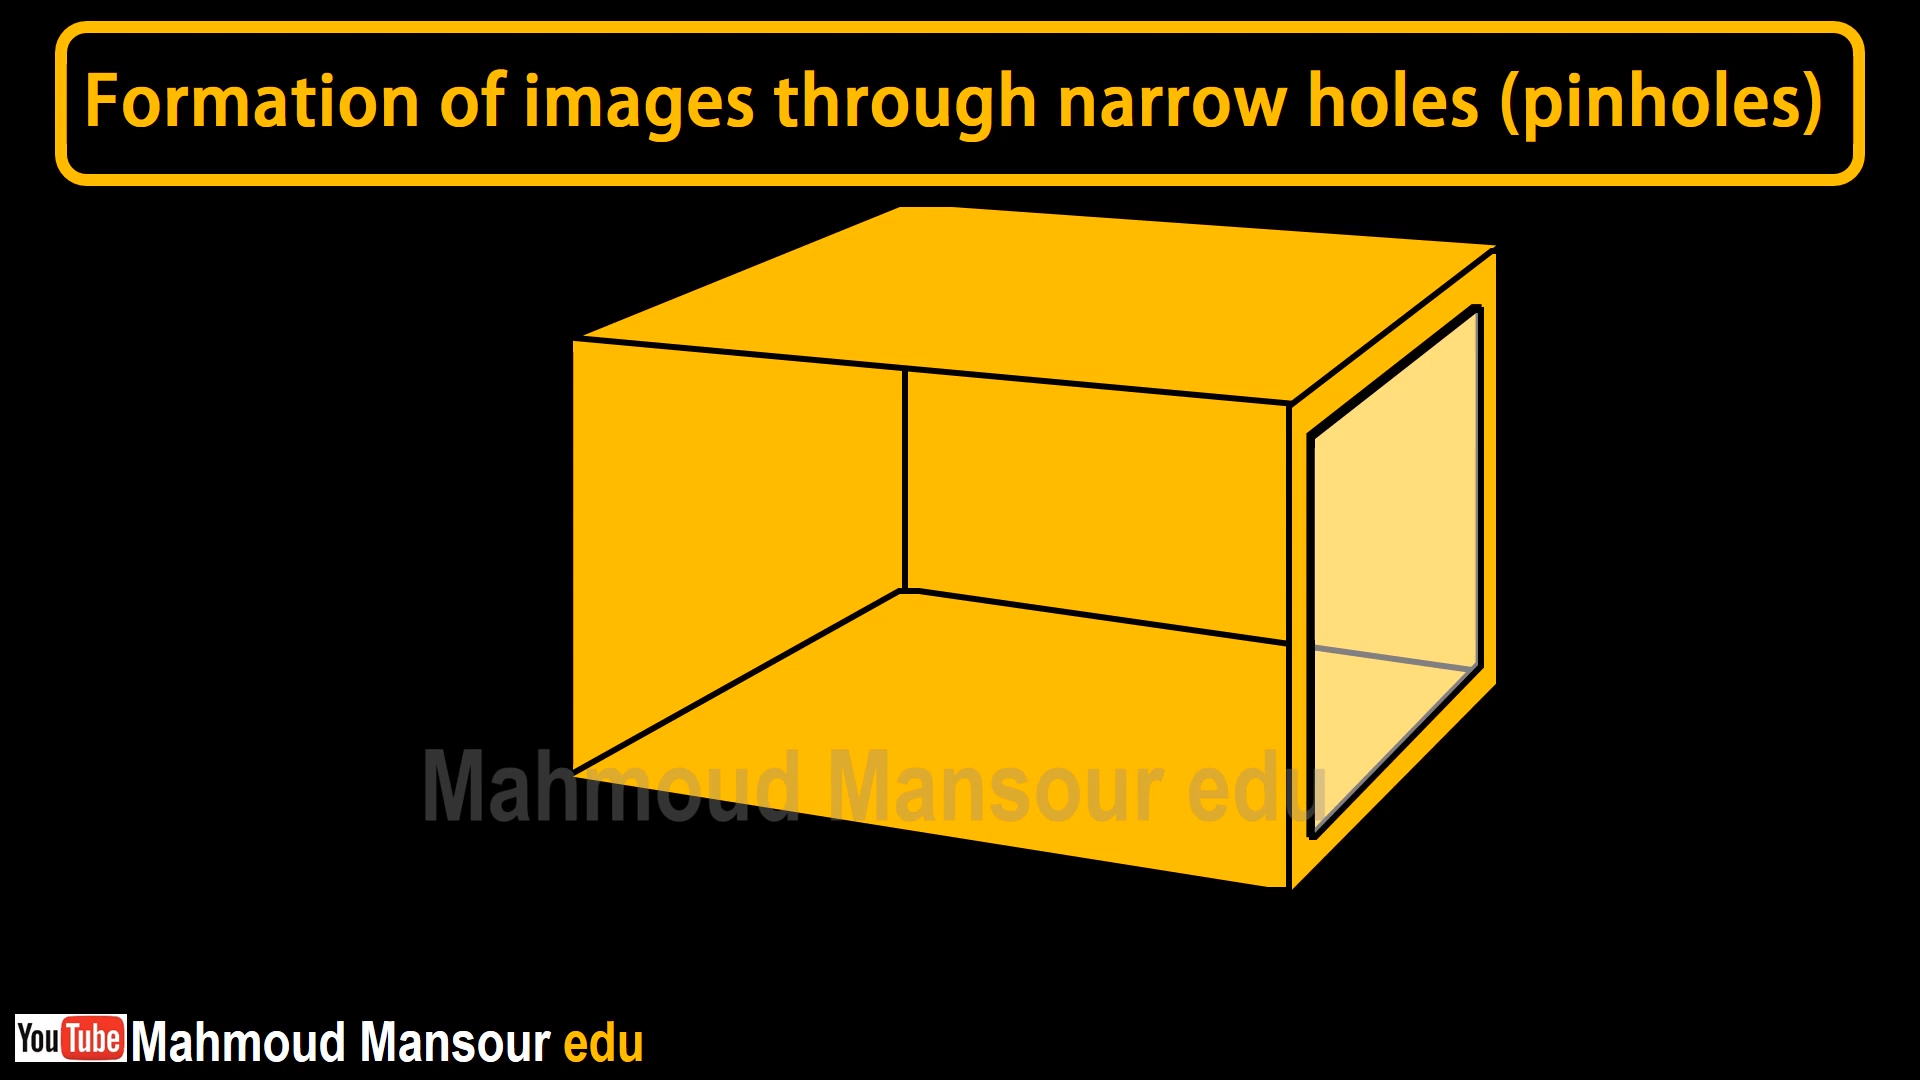 Formation of images through narrow holes (pinholes)
Mahmoud Mansour edu
YouTube Mahmoud Mansour edu